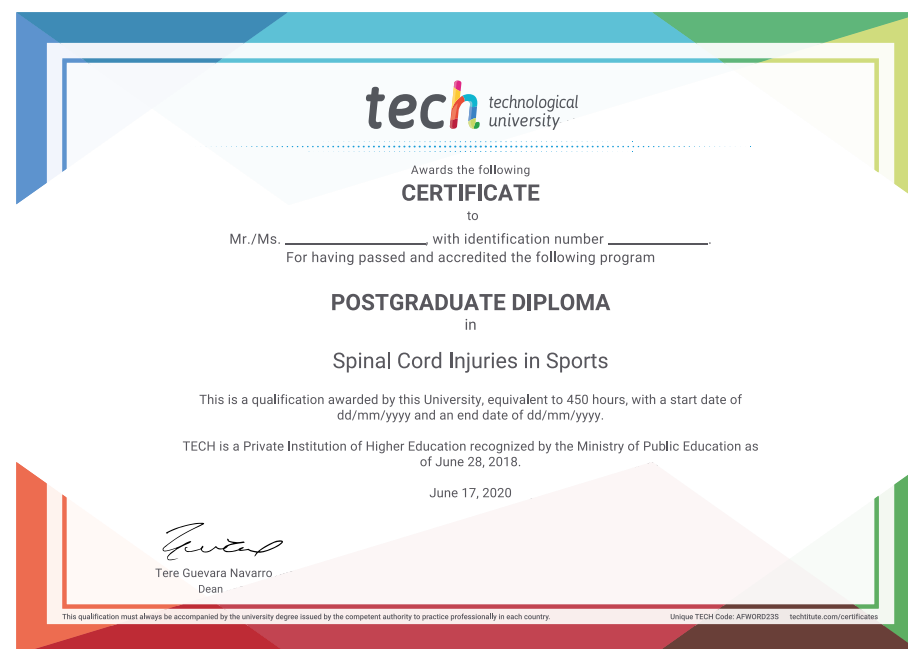 tech technological
university
Awards the following
CERTIFICATE
to
Mr./Ms. ____________________, with identification number ______________.
For having passed and accredited the following program
POSTGRADUATE DIPLOMA
in
Spinal Cord Injuries in Sports
This is a qualification awarded by this University, equivalent to 450 hours, with a start date of
dd/mm/yyyy and an end date of dd/mm/yyyy.
TECH is a Private Institution of Higher Education recognized by the Ministry of Public Education as
of June 28, 2018.
June 17, 2020
Tere Guevara Navarro
Dean
This qualification must always be accompanied by the university degree issued by the competent authority to practice professionally in each country. Unique TECH Code: AFWORD23S techtitute.com/certificates